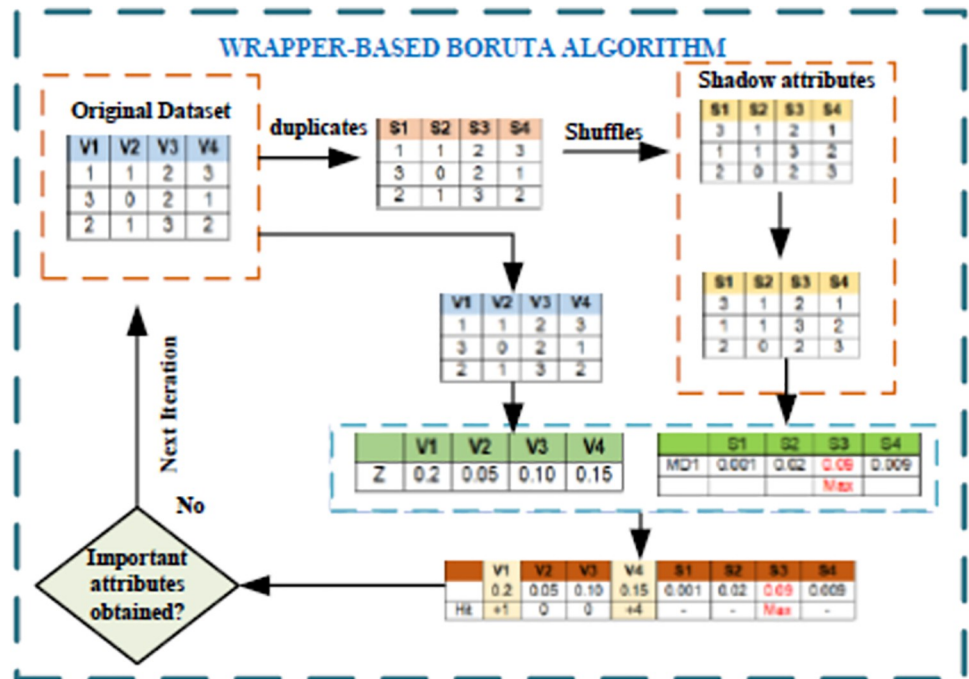 WRAPPER-BASED BORUTA ALGORITHM
Original Dataset
V1 V2 V3 V4
1 1 2 3
3 0 2 1
2 1 3 2
duplicates
S1 S2 S3 S4
1 1 2 3
3 0 2 1
2 1 3 2
Shuffles
Shadow attributes
S1 S2 S3 S4
3 1 2 1
1 1 3 2
2 0 2 3
S1 S2 S3 S4
3 1 2 1
1 1 3 2
2 0 2 3
V1 V2 V3 V4
1 1 2 3
3 0 2 1
2 1 3 2
V1 V2 V3 V4
Z 0.2 0.05 0.10 0.15
S1 S2 S3 S4
MD1 0.001 0.02 0.09 0.009
Max
V1 V2 V3 V4 S1 S2 S3 S4
0.2 0.05 0.10 0.15 0.001 0.02 0.09 0.009
Hit +1 0 0 +4 - - Max -
Next Iteration
No
Important
attributes
obtained?